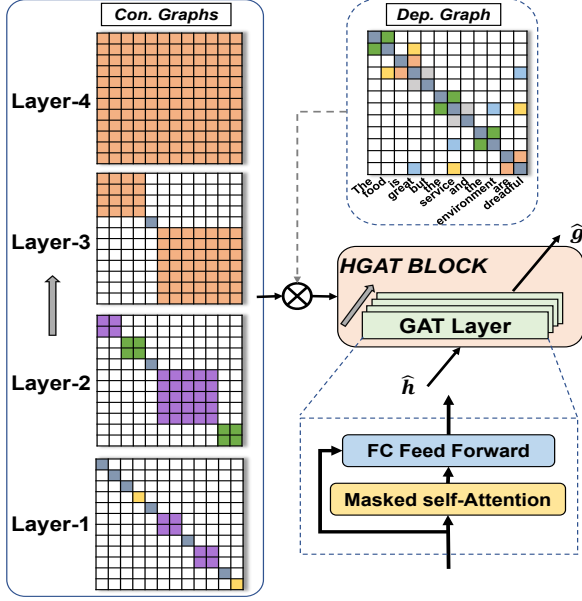 Con. Graphs
Dep. Graph
Layer-4
Layer-3
Layer-2
Layer-1
The
food
is
great
but
the
service
and
the
environment
are
dreadful
HGAT BLOCK
GAT Layer
ĝ
ĥ
FC Feed Forward
Masked self-Attention